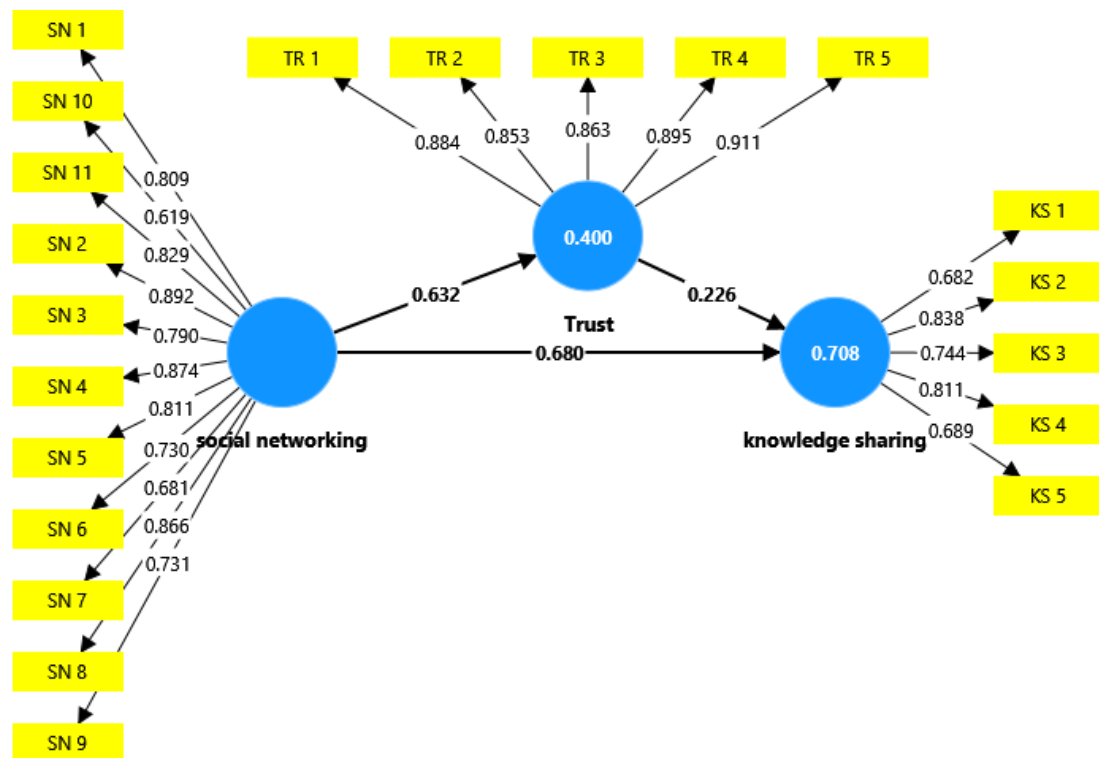 SN 1
SN 10
SN 11
SN 2
SN 3
SN 4
SN 5
SN 6
SN 7
SN 8
SN 9
0.809
0.619
0.829
0.892
0.790
0.874
0.811
0.730
0.681
0.866
0.731
social networking
TR 1
TR 2
TR 3
TR 4
TR 5
0.884
0.853
0.863
0.895
0.911
0.400
Trust
0.632
0.226
0.680
0.708
knowledge sharing
0.682
0.838
0.744
0.811
0.689
KS 1
KS 2
KS 3
KS 4
KS 5